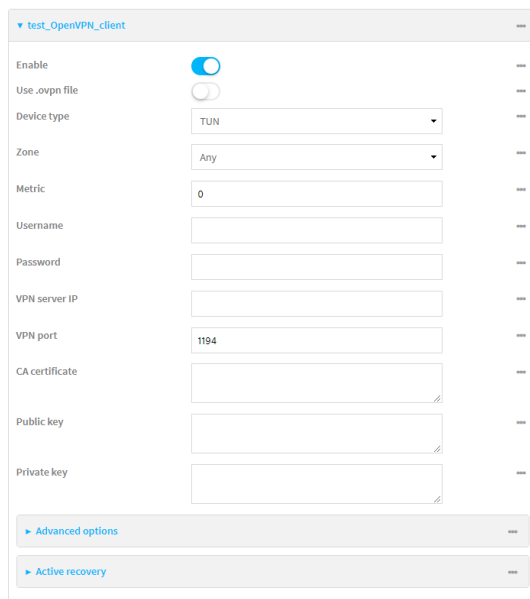 test_OpenVPN_client
Enable
Use .ovpn file
Device type TUN
Zone Any
Metric 0
Username
Password
VPN server IP
VPN port 1194
CA certificate
Public key
Private key
Advanced options
Active recovery